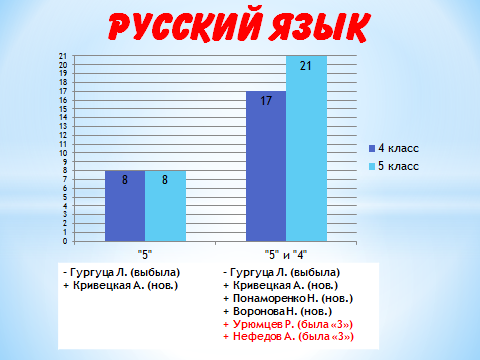 РУССКИЙ ЯЗЫК
21
20
19
18
17
16
15
14
13
12
11
10
9
8
7
6
5
4
3
2
1
0
8
8
17
21
4 класс
5 класс
"5"
"5" и "4"
- Гургуца Л. (выбыла)
+ Кривецкая А. (нов.)
- Гургуца Л. (выбыла)
+ Кривецкая А. (нов.)
+ Понаморенко Н. (нов.)
+ Воронова Н. (нов.)
+ Урюмцев Р. (была «3»)
+ Нефедов А. (была «3»)